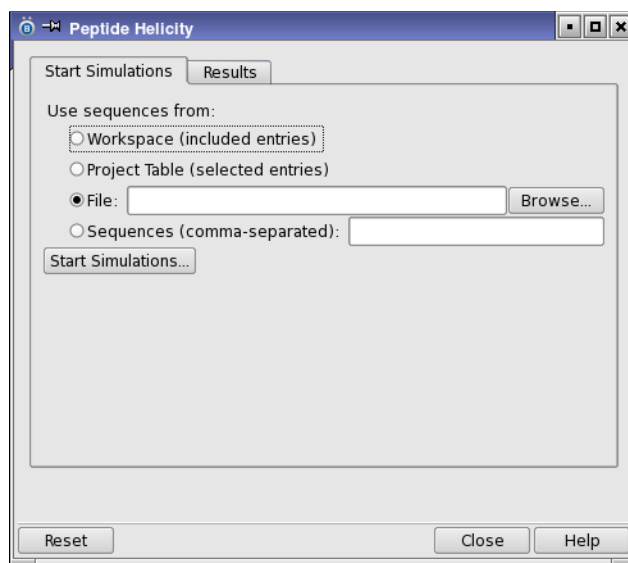 Peptide Helicity
Start Simulations Results
Use sequences from:
Workspace (included entries)
Project Table (selected entries)
File: Browse...
Sequences (comma-separated):
Start Simulations...
Reset Close Help